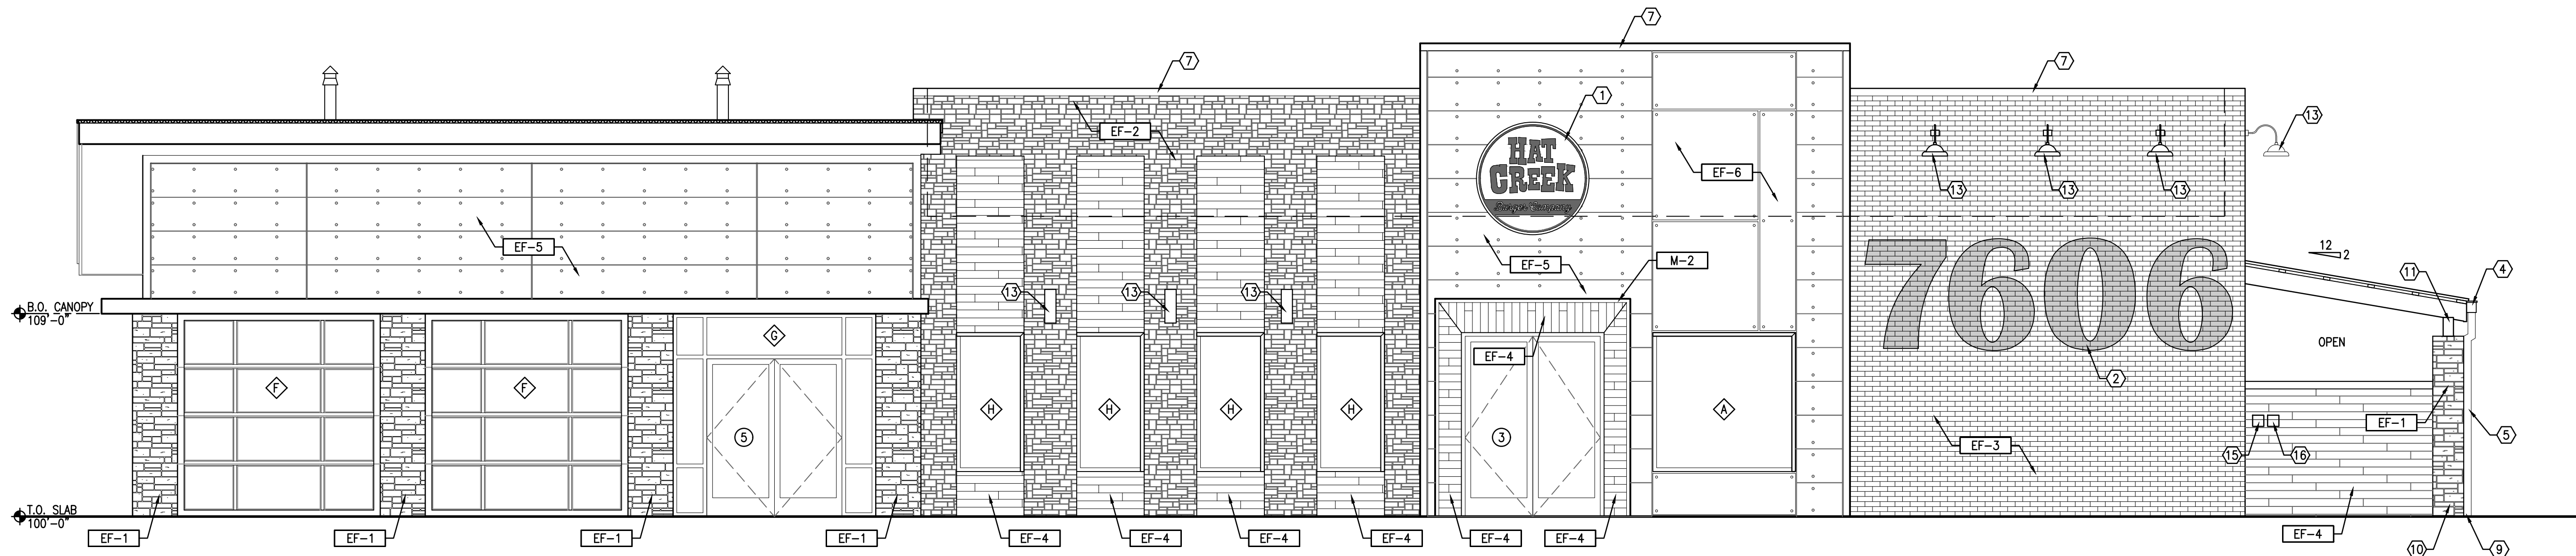 7
7
7
1
13
EF-2
HAT
CREEK
Burger Company
EF-6
13
13
13
EF-5
EF-5
M-2
12
2
11
4
B.O. CANOPY
109'-0"
13
13
13
7606
G
OPEN
EF-4
2
F
F
H
H
H
H
A
EF-1
5
5
3
EF-3
15
16
T.O. SLAB
100'-0"
EF-1
EF-1
EF-1
EF-1
EF-4
EF-4
EF-4
EF-4
EF-4
EF-4
EF-4
10
9